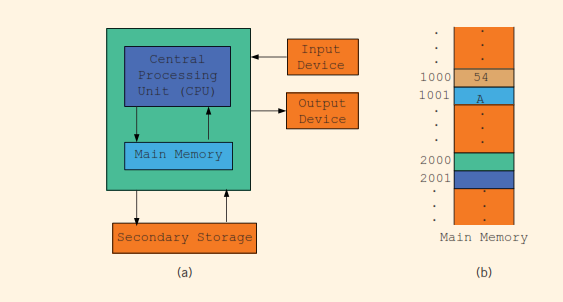 Central
Processing
Unit (CPU)
Main Memory
Input
Device
Output
Device
Secondary Storage
(a)
1000 54
1001 A
2000
2001
Main Memory
(b)